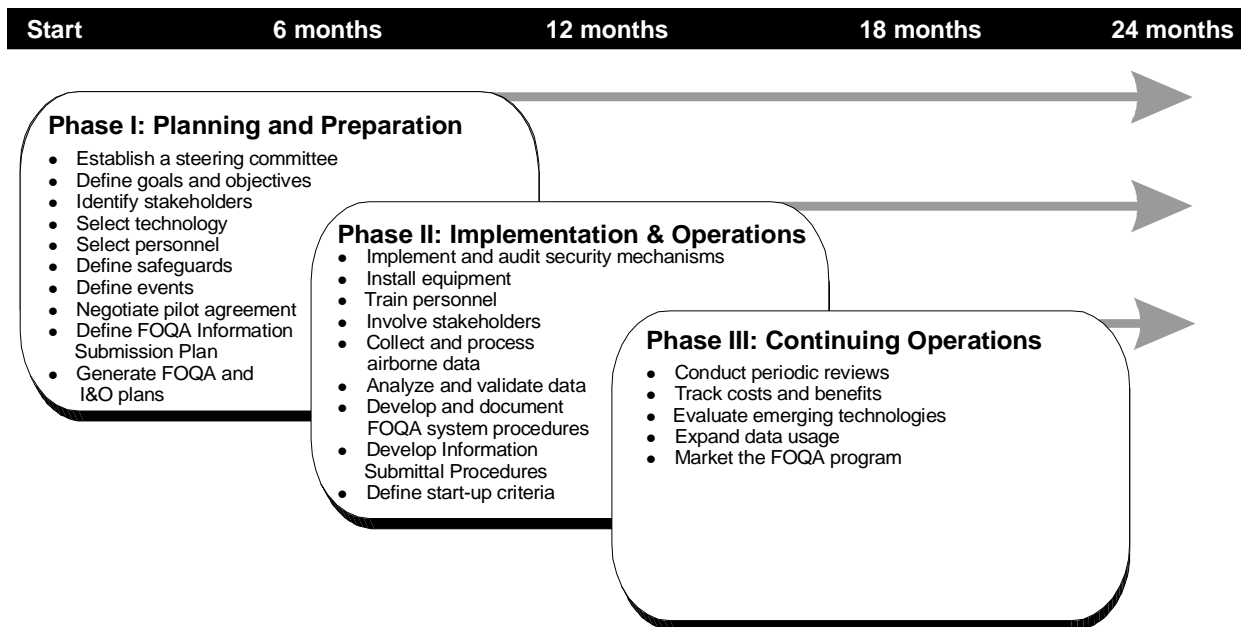 Start 6 months 12 months 18 months 24 months
Phase I: Planning and Preparation
• Establish a steering committee
• Define goals and objectives
• Identify stakeholders
• Select technology
• Select personnel
• Define safeguards
• Define events
• Negotiate pilot agreement
• Define FOQA Information
Submission Plan
• Generate FOQA and
I&O plans
Phase II: Implementation & Operations
• Implement and audit security mechanisms
• Install equipment
• Train personnel
• Involve stakeholders
• Collect and process
airborne data
• Analyze and validate data
• Develop and document
FOQA system procedures
• Develop Information
Submittal Procedures
• Define start-up criteria
Phase III: Continuing Operations
• Conduct periodic reviews
• Track costs and benefits
• Evaluate emerging technologies
• Expand data usage
• Market the FOQA program